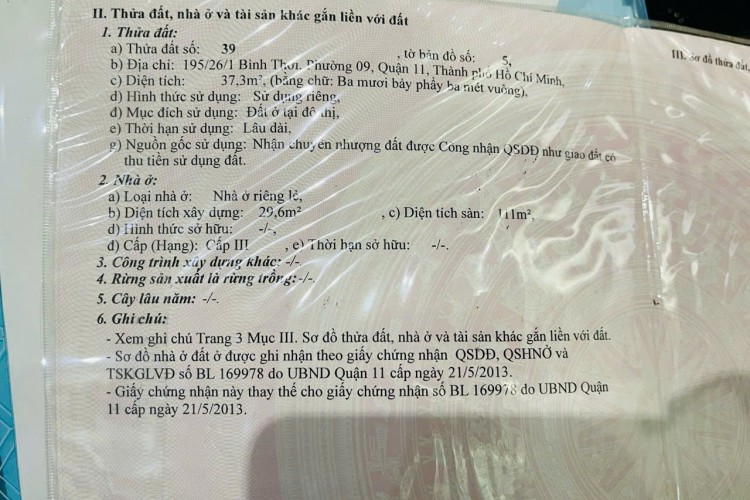 II. Thửa đất, nhà ở và tài sản khác gắn liền với đất
1. Thửa đất:
a) Thửa đất số: 39 , tờ bản đồ số: 5,
b) Địa chỉ: 195/26/1 Bình Thới, Phường 09, Quận 11, Thành phố Hồ Chí Minh,
c) Diện tích: 37,3m², (bằng chữ: Ba mươi bảy phẩy ba mét vuông),
d) Hình thức sử dụng: Sử dụng riêng,
đ) Mục đích sử dụng: Đất ở tại đô thị,
e) Thời hạn sử dụng: Lâu dài,
g) Nguồn gốc sử dụng: Nhận chuyển nhượng đất được Công nhận QSDĐ như giao đất có
thu tiền sử dụng đất.
2. Nhà ở:
a) Loại nhà ở: Nhà ở riêng lẻ,
b) Diện tích xây dựng: 29,6m² , c) Diện tích sàn: 111m²,
d) Hình thức sở hữu: -/-,
đ) Cấp (Hạng): Cấp III , e) Thời hạn sở hữu: -/-.
3. Công trình xây dựng khác: -/-
4. Rừng sản xuất là rừng trồng: -/-.
5. Cây lâu năm: -/-.
6. Ghi chú:
- Xem ghi chú Trang 3 Mục III. Sơ đồ thửa đất, nhà ở và tài sản khác gắn liền với đất.
- Sơ đồ nhà ở đất ở được ghi nhận theo giấy chứng nhận QSDĐ, QSHNỞ và
TSKGLVĐ số BL 169978 do UBND Quận 11 cấp ngày 21/5/2013.
- Giấy chứng nhận này thay thế cho giấy chứng nhận số BL 169978 do UBND Quận
11 cấp ngày 21/5/2013.
III. Sơ đồ thửa đất,